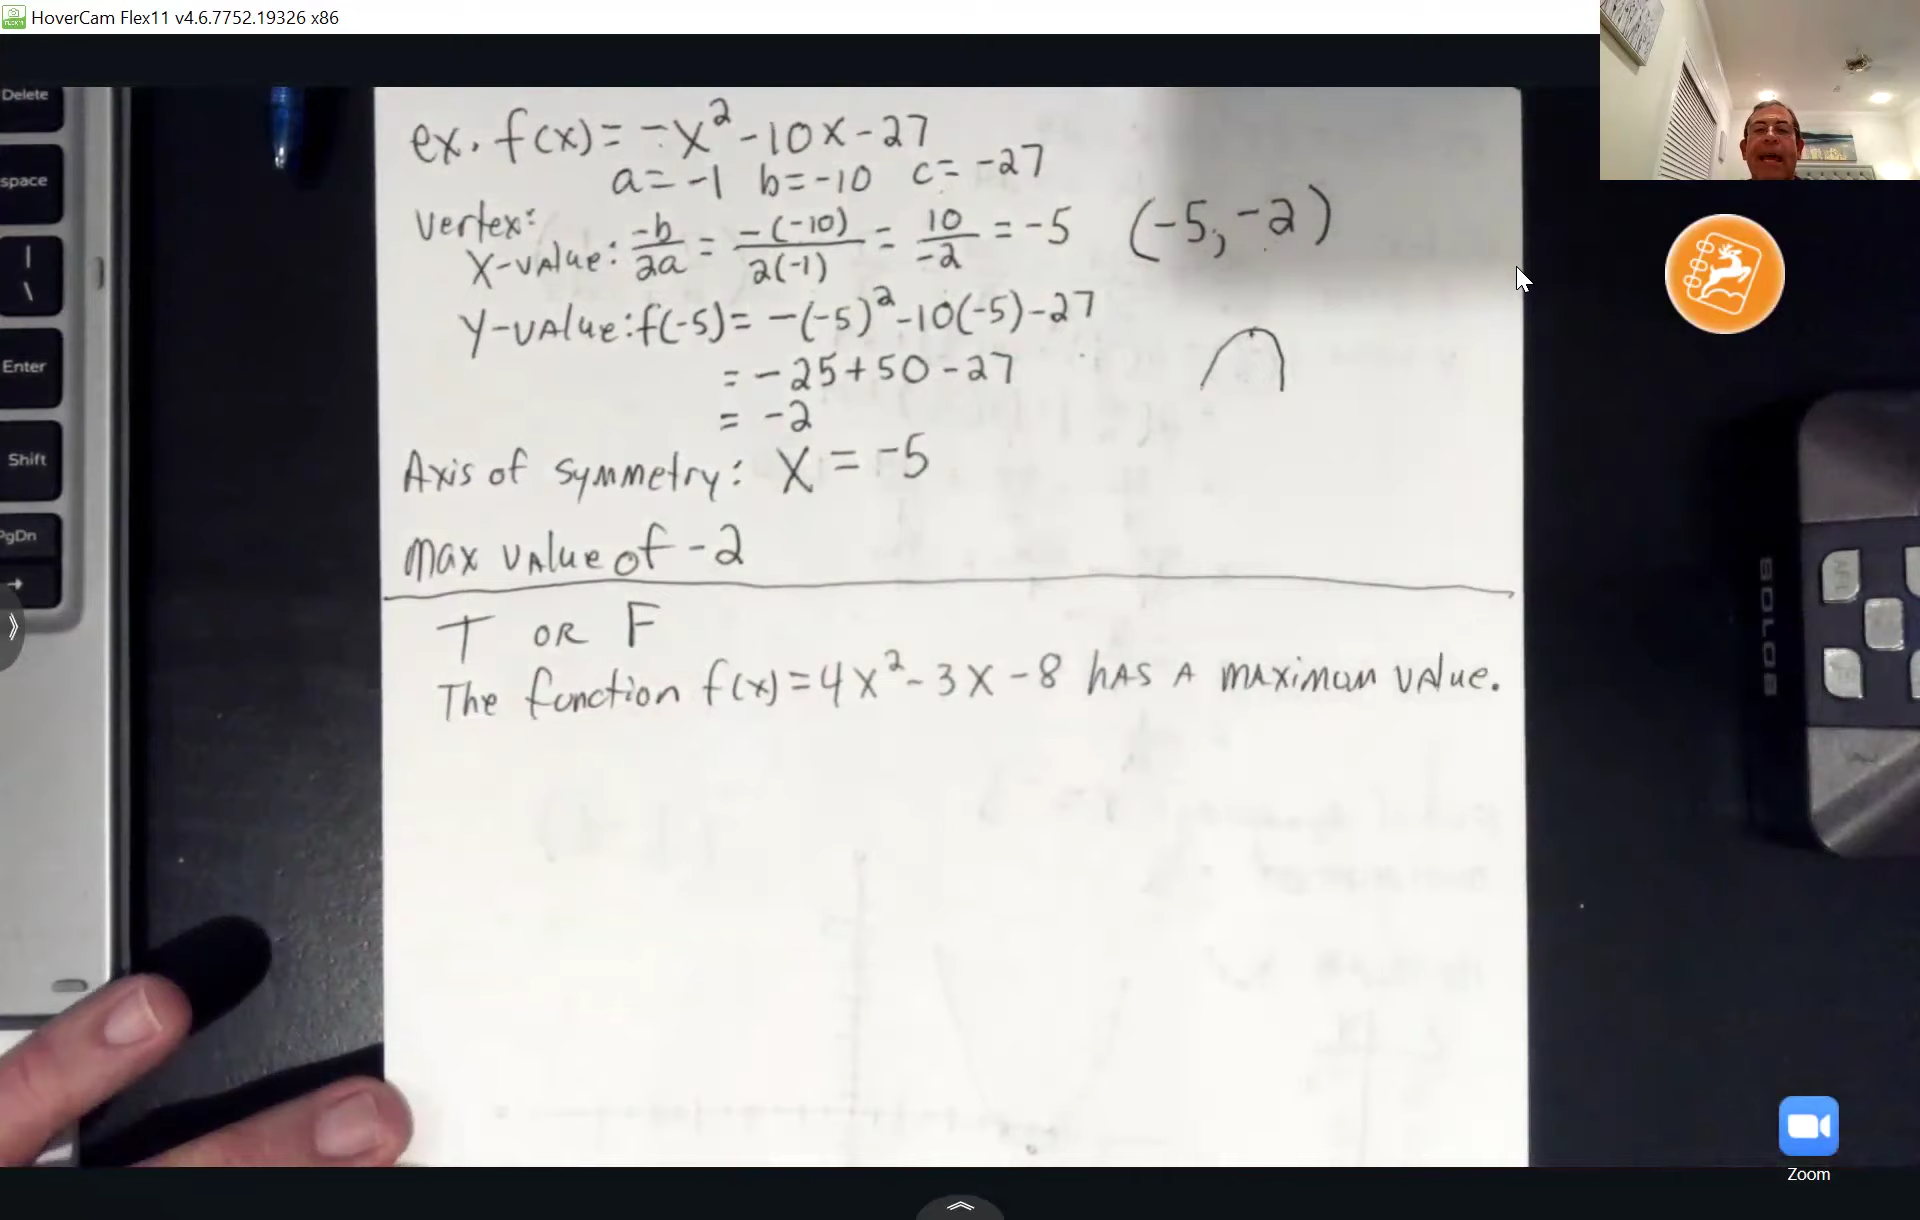 HoverCam Flex11 v4.6.7752.19326 x86
Delete
space
|
\
Enter
Shift
PgDn
ex. f(x) = -x² - 10x - 27
a = -1 b = -10 c = -27
Vertex:
x-value: -b/2a = -(-10)/2(-1) = 10/-2 = -5 (-5, -2)
y-value: f(-5) = -(-5)² - 10(-5) - 27
= -25 + 50 - 27
= -2
Axis of symmetry: x = -5
Max value of -2
T OR F
The function f(x) = 4x² - 3x - 8 has a maximum value.
SOLOS
Zoom